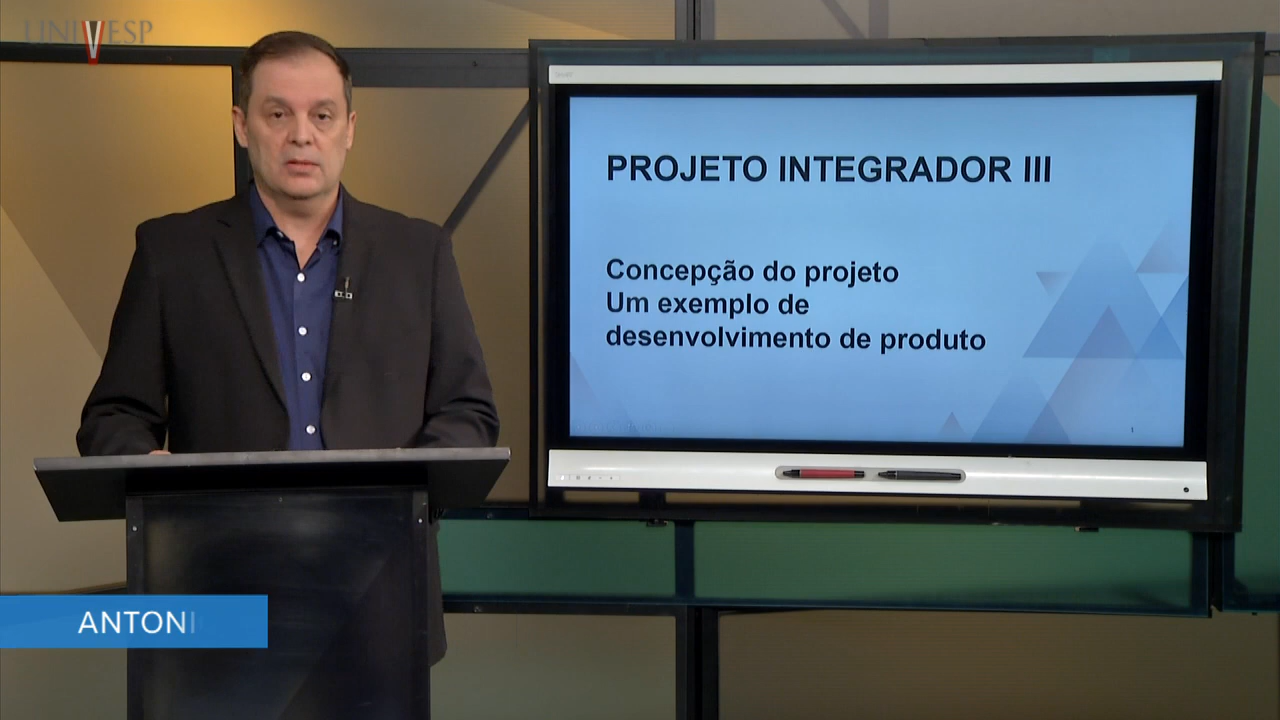 UNIVESP
PROJETO INTEGRADOR III
Concepção do projeto
Um exemplo de
desenvolvimento de produto
1
ANTONI